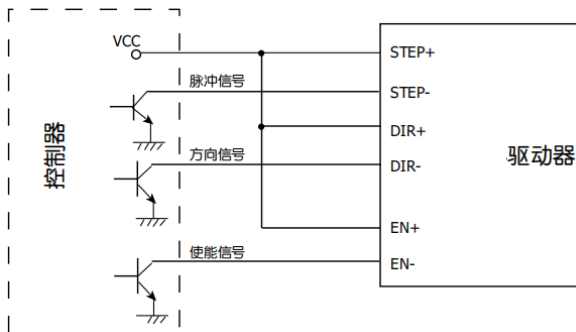 VCC
STEP+
脉冲信号
STEP-
DIR+
控制器
方向信号
DIR-
驱动器
EN+
使能信号
EN-